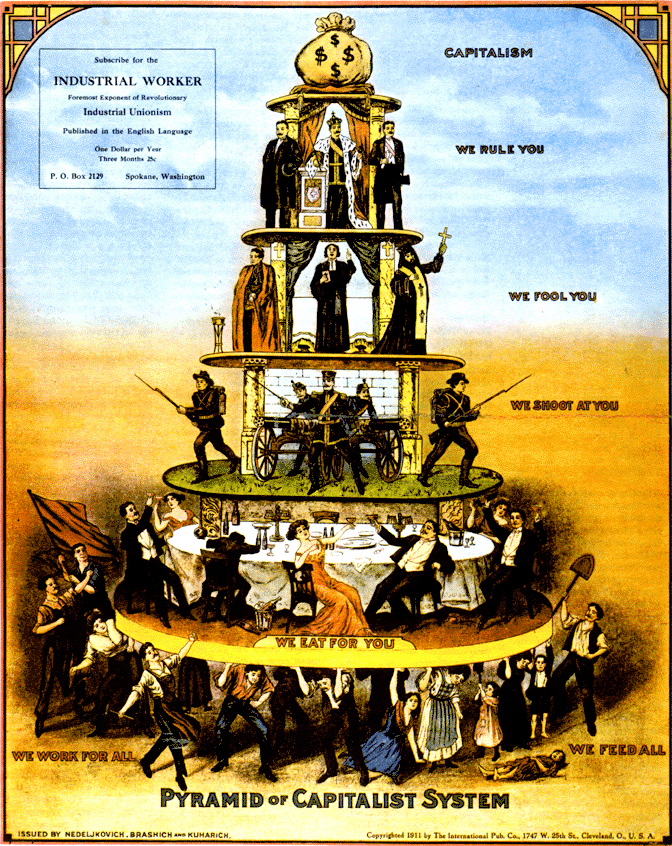 Subscribe for the
INDUSTRIAL WORKER
Foremost Exponent of Revolutionary
Industrial Unionism
Published in the English Language
One Dollar per Year
Three Months 25c
P. O. Box 2129 Spokane, Washington
CAPITALISM
WE RULE YOU
WE FOOL YOU
WE SHOOT AT YOU
WE EAT FOR YOU
WE WORK FOR ALL
WE FEED ALL
PYRAMID OF CAPITALIST SYSTEM
ISSUED BY NEDELJKOVICH, BRASHICH AND KUHARICH.
Copyrighted 1911 by The International Pub. Co., 1747 W. 25th St., Cleveland, O., U. S. A.
$
$ $
$